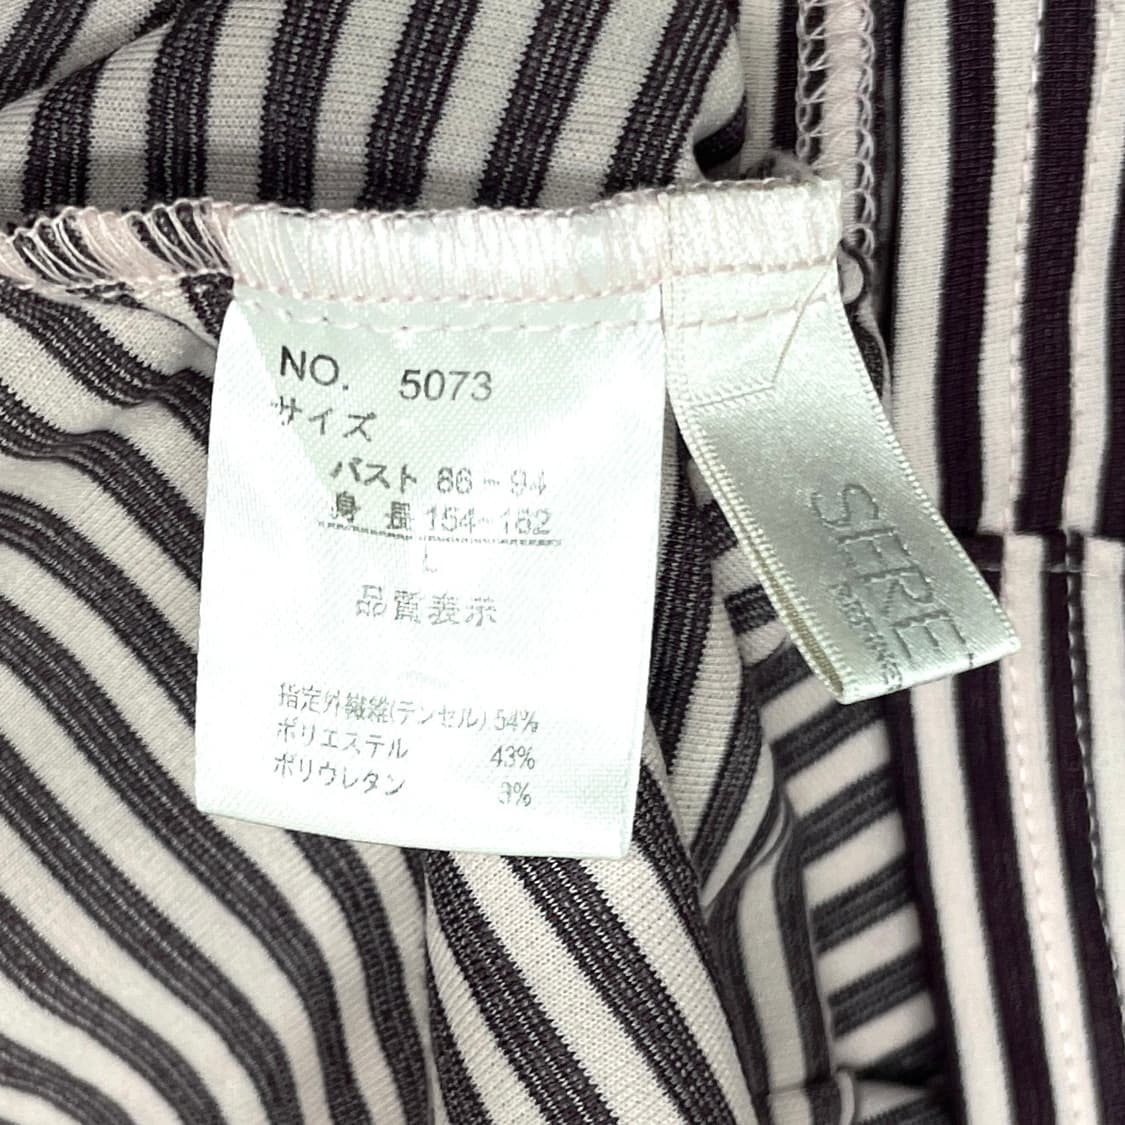 NO. 5073
サイズ
バスト 86－94
身 長 154－162
L
品質表示
指定外繊維(テンセル) 54%
ポリエステル 43%
ポリウレタン 3%
SERE